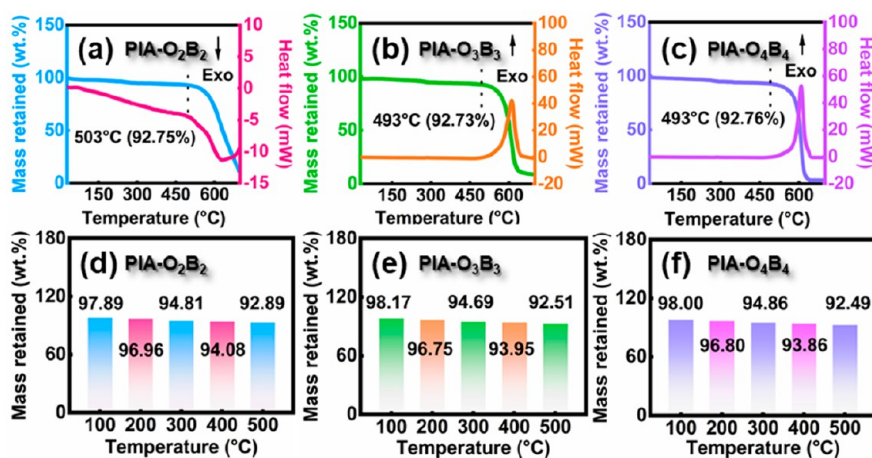 (a) PIA-O₂B₂ ↓
Exo
503°C (92.75%)
Mass retained (wt.%)
150
100
50
0
Heat flow (mW)
10
5
0
-5
-10
-15
150 300 450 600
Temperature (°C)
(b) PIA-O₃B₃ ↑
Exo
493°C (92.73%)
Mass retained (wt.%)
150
100
50
0
Heat flow (mW)
100
80
60
40
20
0
-20
150 300 450 600
Temperature (°C)
(c) PIA-O₄B₄ ↑
Exo
493°C (92.76%)
Mass retained (wt.%)
150
100
50
0
Heat flow (mW)
100
80
60
40
20
0
-20
150 300 450 600
Temperature (°C)
(d) PIA-O₂B₂
Mass retained (wt.%)
180
120
60
0
97.89 94.81 92.89
96.96 94.08
100 200 300 400 500
Temperature (°C)
(e) PIA-O₃B₃
Mass retained (wt.%)
180
120
60
0
98.17 94.69 92.51
96.75 93.95
100 200 300 400 500
Temperature (°C)
(f) PIA-O₄B₄
Mass retained (wt.%)
180
120
60
0
98.00 94.86 92.49
96.80 93.86
100 200 300 400 500
Temperature (°C)